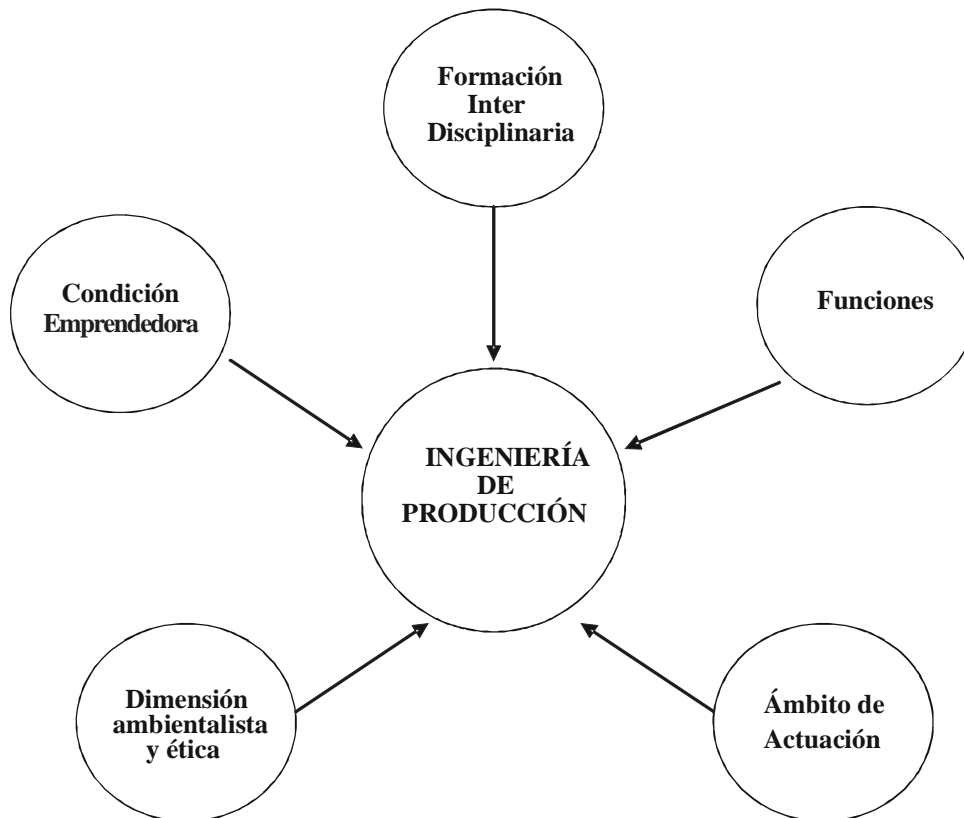 Formación
Inter
Disciplinaria
Condición
Emprendedora
Funciones
INGENIERÍA
DE
PRODUCCIÓN
Dimensión
ambientalista
y ética
Ámbito de
Actuación